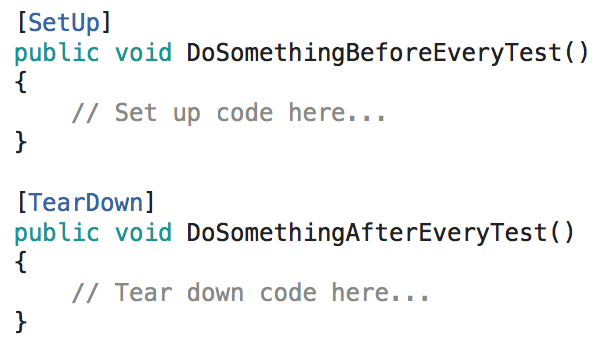 [SetUp]
public void DoSomethingBeforeEveryTest()
{
    // Set up code here...
}

[TearDown]
public void DoSomethingAfterEveryTest()
{
    // Tear down code here...
}